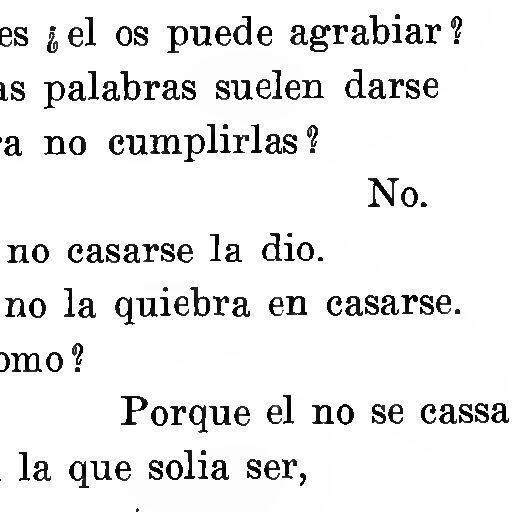 es ¿el os puede agrabiar?
as palabras suelen darse
no cumplirlas?
No.
no casarse la dio.
no la quiebra en casarse.
omo?
Porque el no se cassa
la que solia ser,